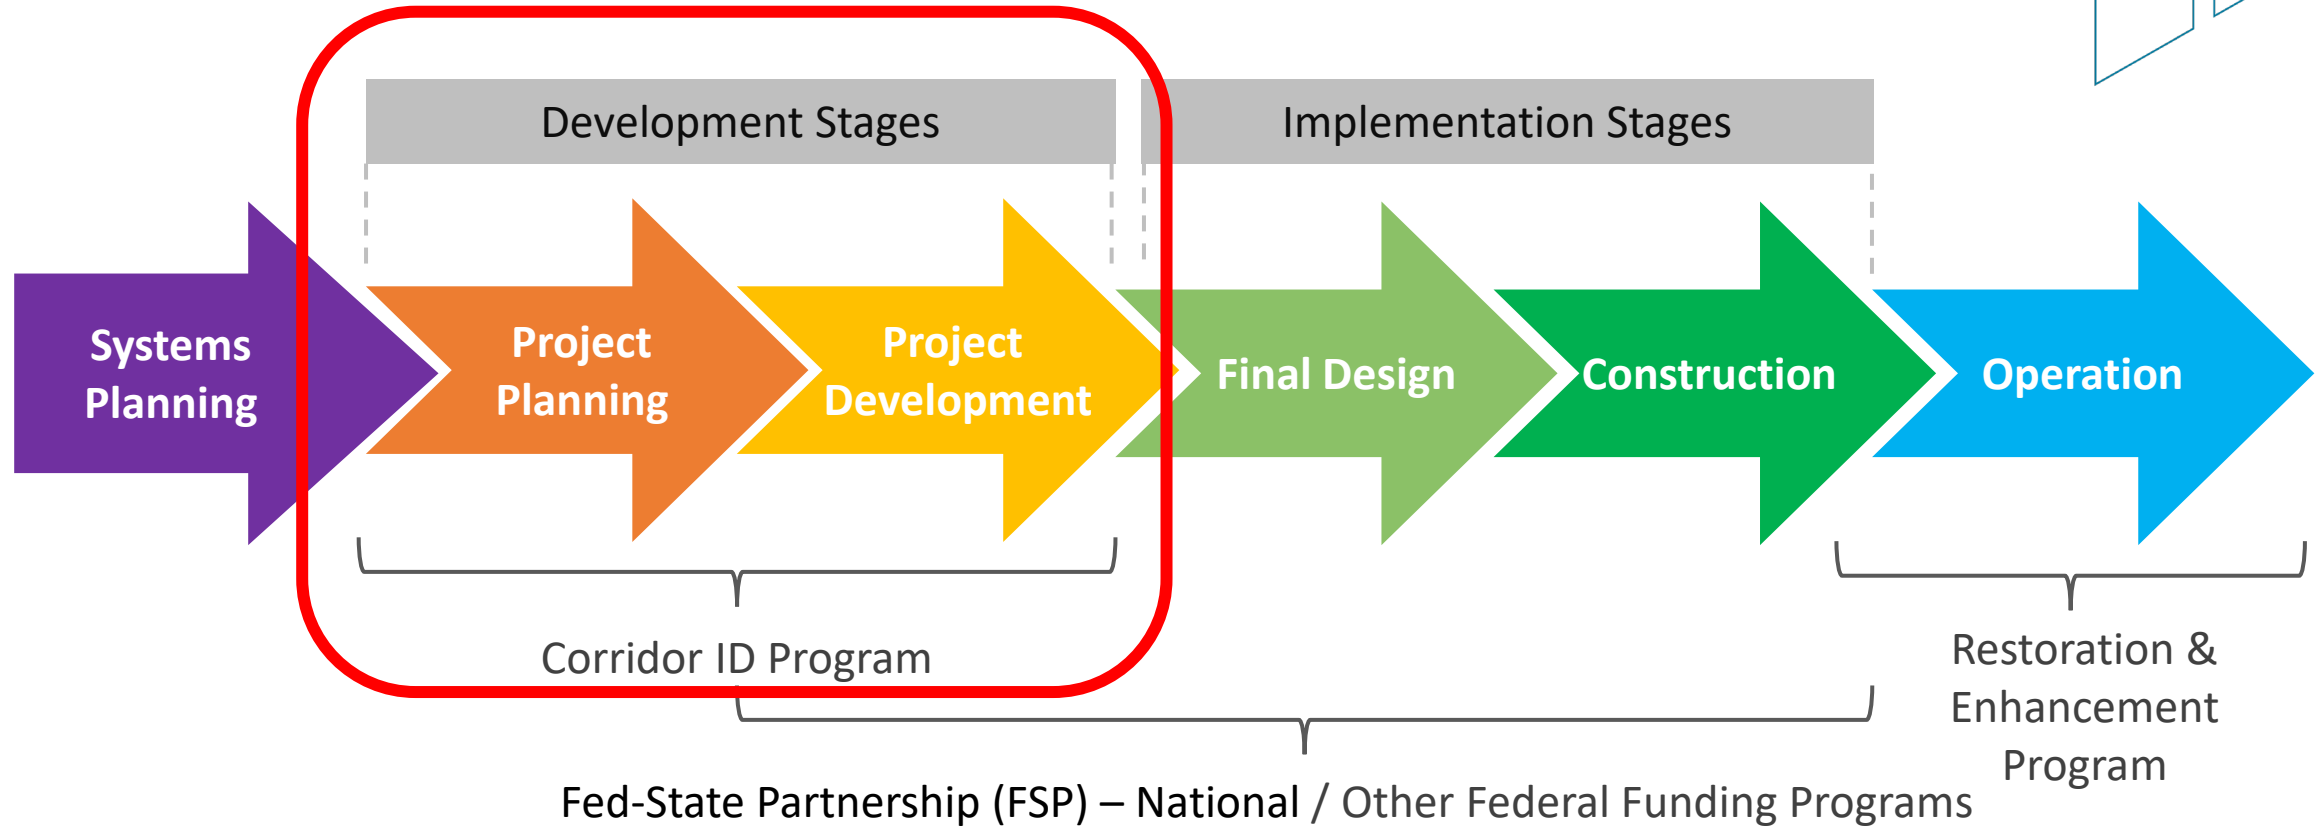 Development Stages
Implementation Stages
Systems
Planning
Project
Planning
Project
Development
Final Design
Construction
Operation
Corridor ID Program
Restoration &
Enhancement
Program
Fed-State Partnership (FSP) – National / Other Federal Funding Programs